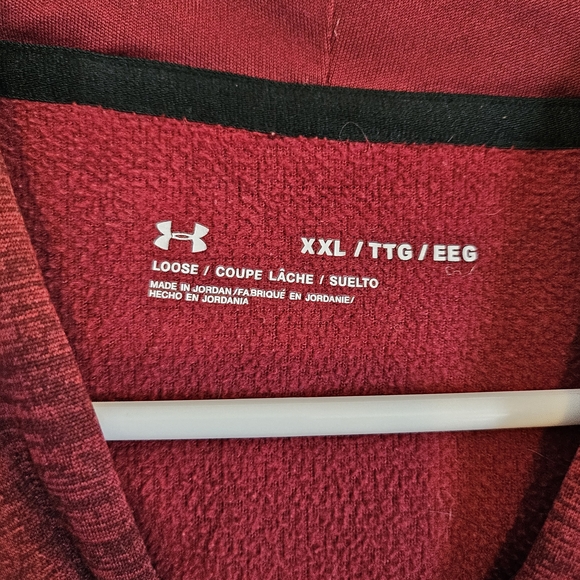 XXL / TTG / EEG
LOOSE / COUPE LÂCHE / SUELTO
MADE IN JORDAN/FABRIQUÉ EN JORDANIE/
HECHO EN JORDANIA